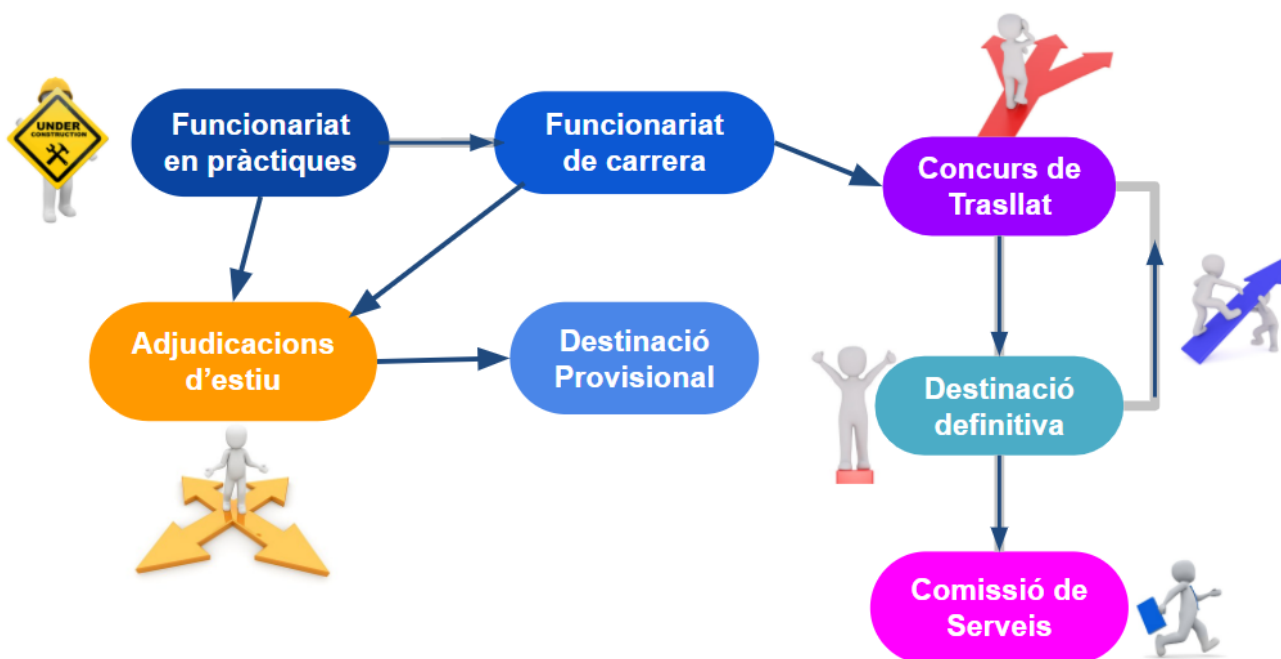 UNDER
CONSTRUCTION
Funcionariat
en pràctiques
Funcionariat
de carrera
Concurs de
Trasllat
Adjudicacions
d’estiu
Destinació
Provisional
Destinació
definitiva
Comissió de
Serveis